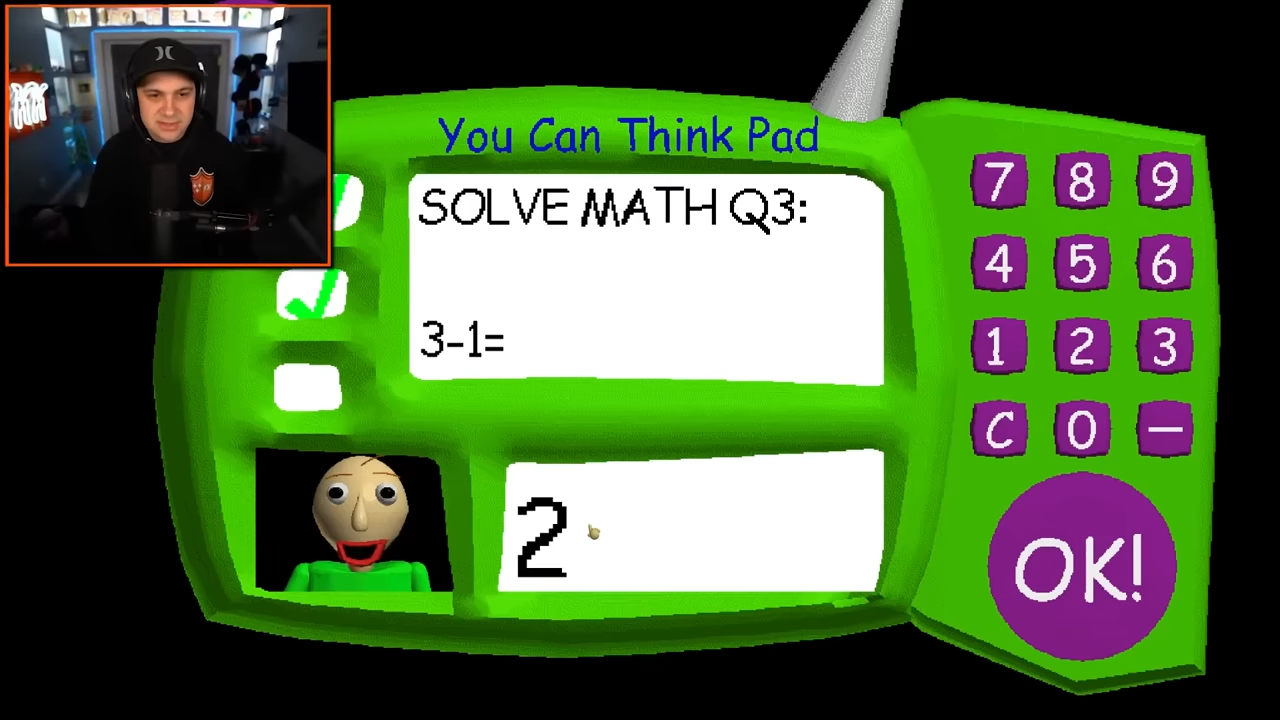 You Can Think Pad
SOLVE MATH Q3:
3-1=
2
7 8 9
4 5 6
1 2 3
C 0 -
OK!